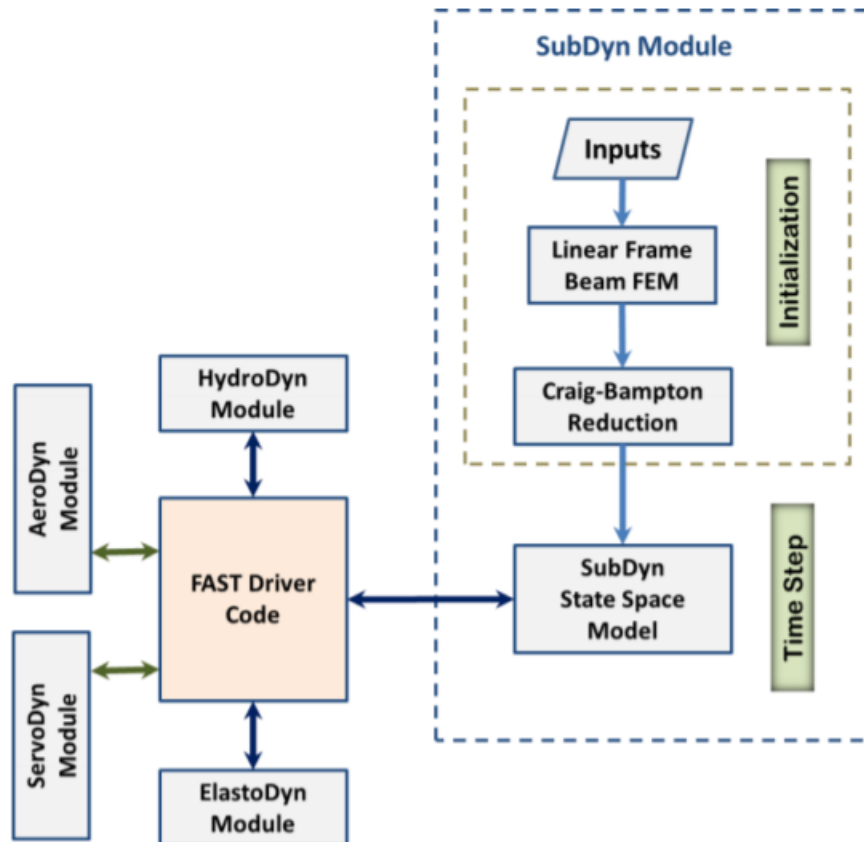 SubDyn Module
Inputs
Linear Frame
Beam FEM
Craig-Bampton
Reduction
Initialization
SubDyn
State Space
Model
Time Step
HydroDyn
Module
AeroDyn
Module
FAST Driver
Code
ServoDyn
Module
ElastoDyn
Module